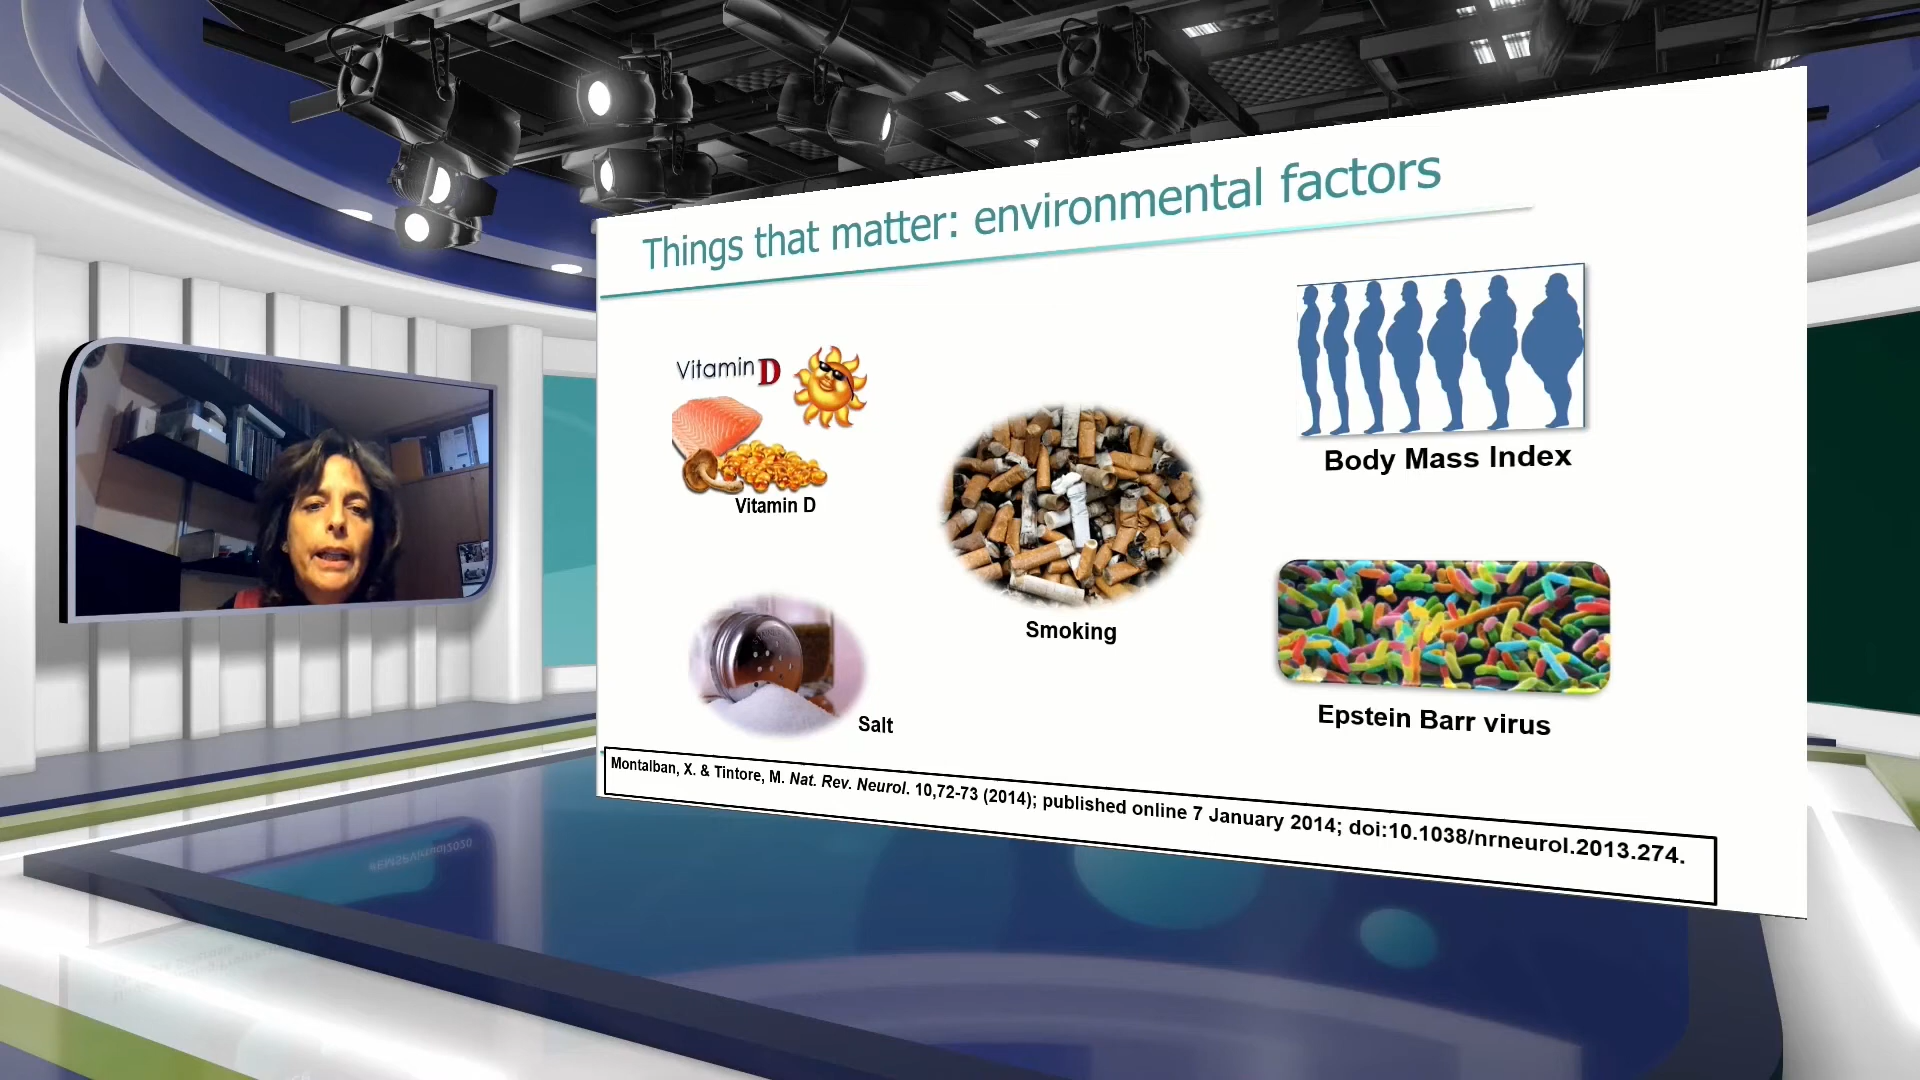 Things that matter: environmental factors
Vitamin D
Vitamin D
Body Mass Index
Smoking
Salt
Epstein Barr virus
Montalban, X. & Tintore, M. Nat. Rev. Neurol. 10,72-73 (2014); published online 7 January 2014; doi:10.1038/nrneurol.2013.274.
#EMSPVirtual2020